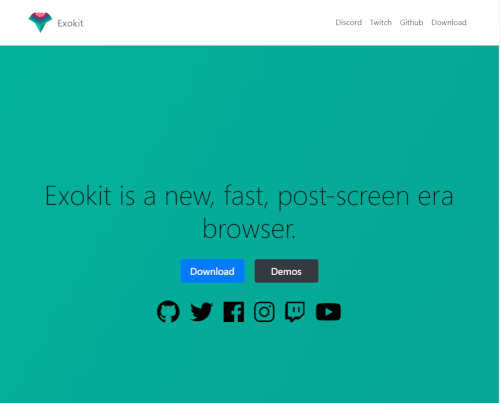 Exokit
Discord Twitch Github Download
Exokit is a new, fast, post-screen era
browser.
Download Demos